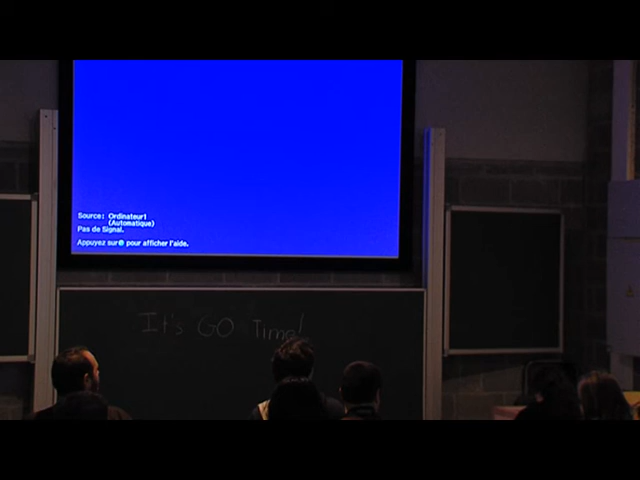 Source: Ordinateur1
(Automatique)
Pas de Signal.
Appuyez sur pour afficher l'aide.
It's GO Time!